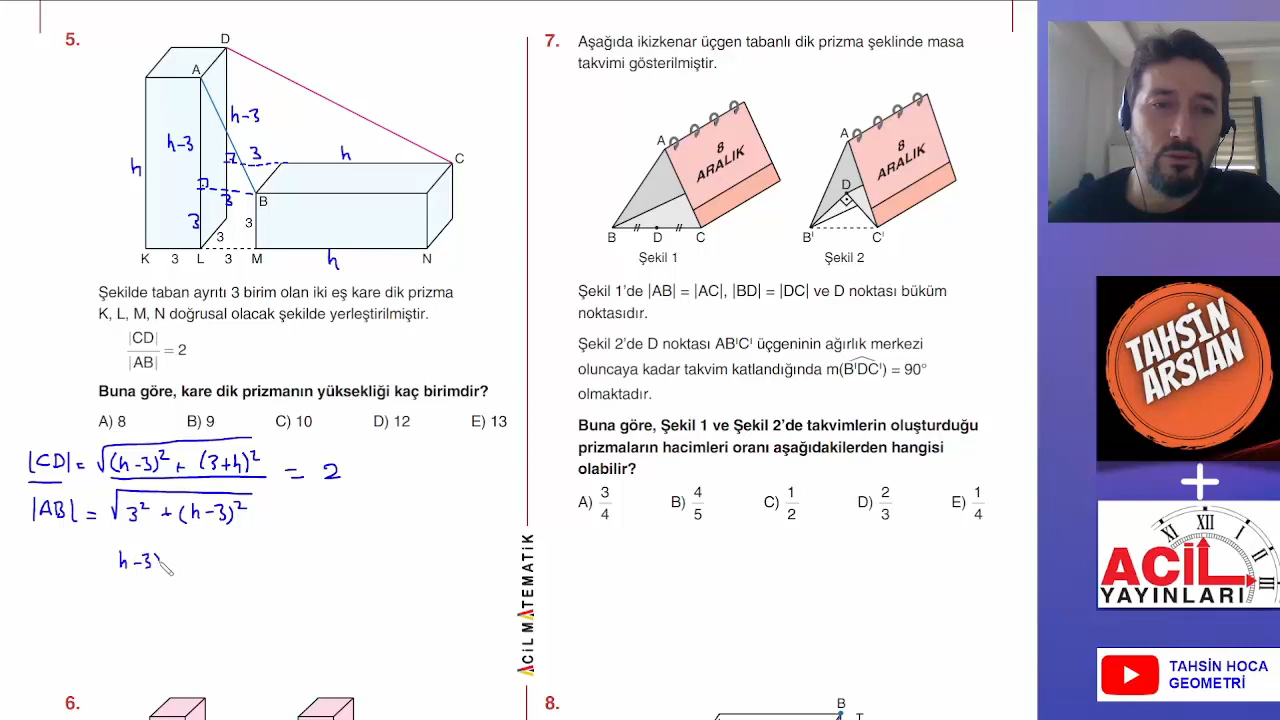 5.
D
A
h-3
h-3
3
h
C
h
B
3
3
3
3
K 3 L 3 M h N
Şekilde taban ayrıtı 3 birim olan iki eş kare dik prizma
K, L, M, N doğrusal olacak şekilde yerleştirilmiştir.
|CD|/|AB| = 2
Buna göre, kare dik prizmanın yüksekliği kaç birimdir?
A) 8 B) 9 C) 10 D) 12 E) 13
|CD| = √(h-3)² + (3+h)² = 2
|AB| = √3² + (h-3)²
h-3)
6.
7. Aşağıda ikizkenar üçgen tabanlı dik prizma şeklinde masa
takvimi gösterilmiştir.
A
8
ARALIK
B D C
Şekil 1
A
8
ARALIK
D
B' C'
Şekil 2
Şekil 1'de |AB| = |AC|, |BD| = |DC| ve D noktası büküm
noktasıdır.
Şekil 2'de D noktası AB'C' üçgeninin ağırlık merkezi
oluncaya kadar takvim katlandığında m(B'DC') = 90°
olmaktadır.
Buna göre, Şekil 1 ve Şekil 2'de takvimlerin oluşturduğu
prizmaların hacimleri oranı aşağıdakilerden hangisi
olabilir?
A) 3/4 B) 4/5 C) 1/2 D) 2/3 E) 1/4
ACİL MATEMATİK
8.
B
TAHSİN
ARSLAN
+
XI XII I II III
ACİL
YAYINLARI
TAHSİN HOCA
GEOMETRİ